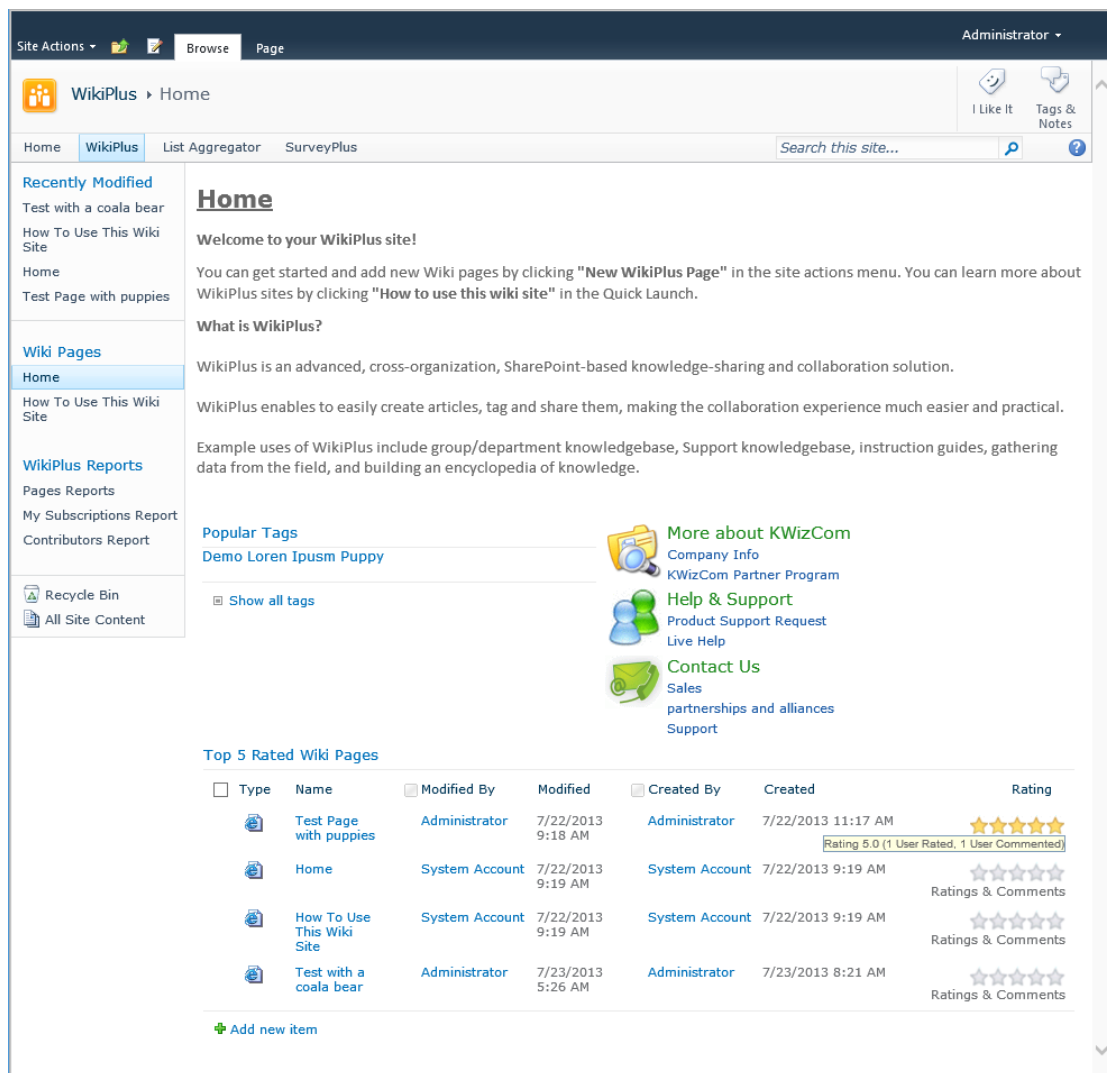 Site Actions
Browse
Page
Administrator
WikiPlus Home
I Like It
Tags &
Notes
Home
WikiPlus
List Aggregator
SurveyPlus
Search this site...
Recently Modified
Test with a coala bear
How To Use This Wiki
Site
Home
Test Page with puppies
Wiki Pages
Home
How To Use This Wiki
Site
WikiPlus Reports
Pages Reports
My Subscriptions Report
Contributors Report
Recycle Bin
All Site Content
Home
Welcome to your WikiPlus site!
You can get started and add new Wiki pages by clicking "New WikiPlus Page" in the site actions menu. You can learn more about
WikiPlus sites by clicking "How to use this wiki site" in the Quick Launch.
What is WikiPlus?
WikiPlus is an advanced, cross-organization, SharePoint-based knowledge-sharing and collaboration solution.
WikiPlus enables to easily create articles, tag and share them, making the collaboration experience much easier and practical.
Example uses of WikiPlus include group/department knowledgebase, Support knowledgebase, instruction guides, gathering
data from the field, and building an encyclopedia of knowledge.
Popular Tags
Demo Loren Ipusm Puppy
Show all tags
More about KWizCom
Company Info
KWizCom Partner Program
Help & Support
Product Support Request
Live Help
Contact Us
Sales
partnerships and alliances
Support
Top 5 Rated Wiki Pages
Type Name Modified By Modified Created By Created Rating
Test Page Administrator 7/22/2013 Administrator 7/22/2013 11:17 AM
with puppies 9:18 AM
Rating 5.0 (1 User Rated, 1 User Commented)
Home System Account 7/22/2013 System Account 7/22/2013 9:19 AM
9:19 AM
Ratings & Comments
How To Use System Account 7/22/2013 System Account 7/22/2013 9:19 AM
This Wiki 9:19 AM
Site
Ratings & Comments
Test with a Administrator 7/23/2013 Administrator 7/23/2013 8:21 AM
coala bear 5:26 AM
Ratings & Comments
Add new item